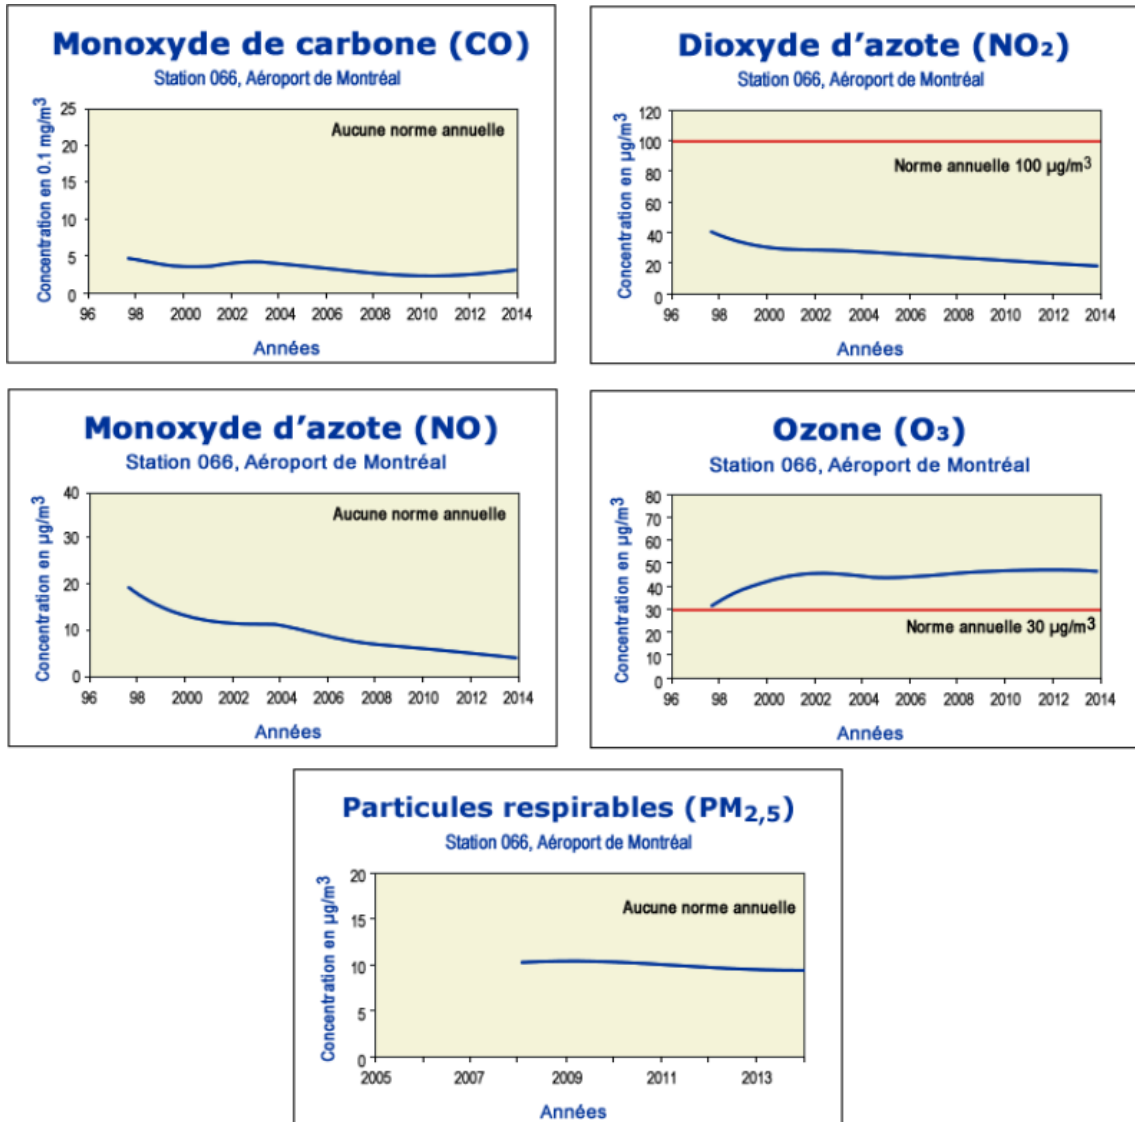 Monoxyde de carbone (CO)
Station 066, Aéroport de Montréal
Concentration en 0.1 mg/m³
25
20
15
10
5
0
Aucune norme annuelle
96 98 2000 2002 2004 2006 2008 2010 2012 2014
Années
Dioxyde d'azote (NO₂)
Station 066, Aéroport de Montréal
Concentration en µg/m³
120
100
80
60
40
20
0
Norme annuelle 100 µg/m³
96 98 2000 2002 2004 2006 2008 2010 2012 2014
Années
Monoxyde d'azote (NO)
Station 066, Aéroport de Montréal
Concentration en µg/m³
40
30
20
10
0
Aucune norme annuelle
96 98 2000 2002 2004 2006 2008 2010 2012 2014
Années
Ozone (O₃)
Station 066, Aéroport de Montréal
Concentration en µg/m³
80
70
60
50
40
30
20
10
0
Norme annuelle 30 µg/m³
96 98 2000 2002 2004 2006 2008 2010 2012 2014
Années
Particules respirables (PM₂,₅)
Station 066, Aéroport de Montréal
Concentration en µg/m³
20
15
10
5
0
Aucune norme annuelle
2005 2007 2009 2011 2013
Années